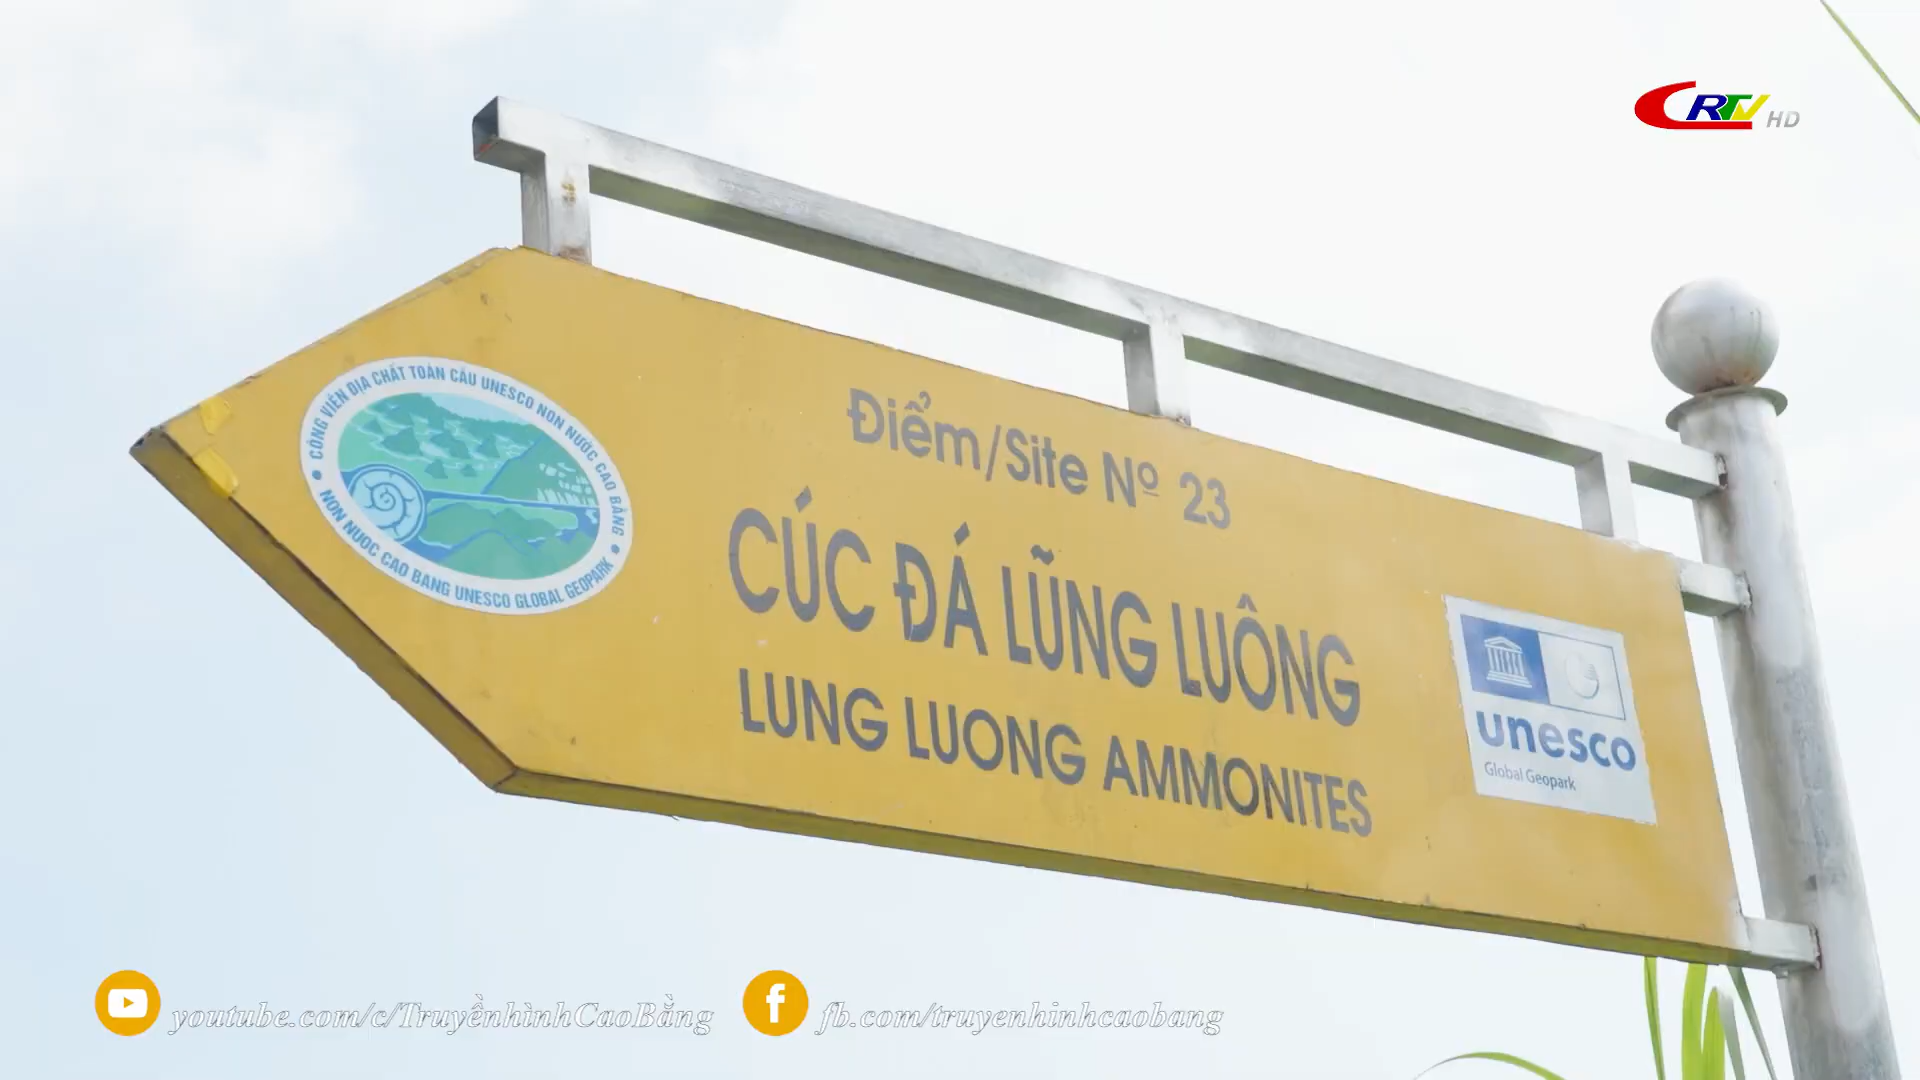 CRTV HD
CÔNG VIÊN ĐỊA CHẤT TOÀN CẦU UNESCO NON NƯỚC CAO BẰNG
NON NUOC CAO BANG UNESCO GLOBAL GEOPARK
Điểm/Site Nº 23
CÚC ĐÁ LŨNG LUÔNG
LUNG LUONG AMMONITES
unesco
Global Geopark
youtube.com/c/TruyềnhìnhCaoBằng
fb.com/truyenhinhcaobang